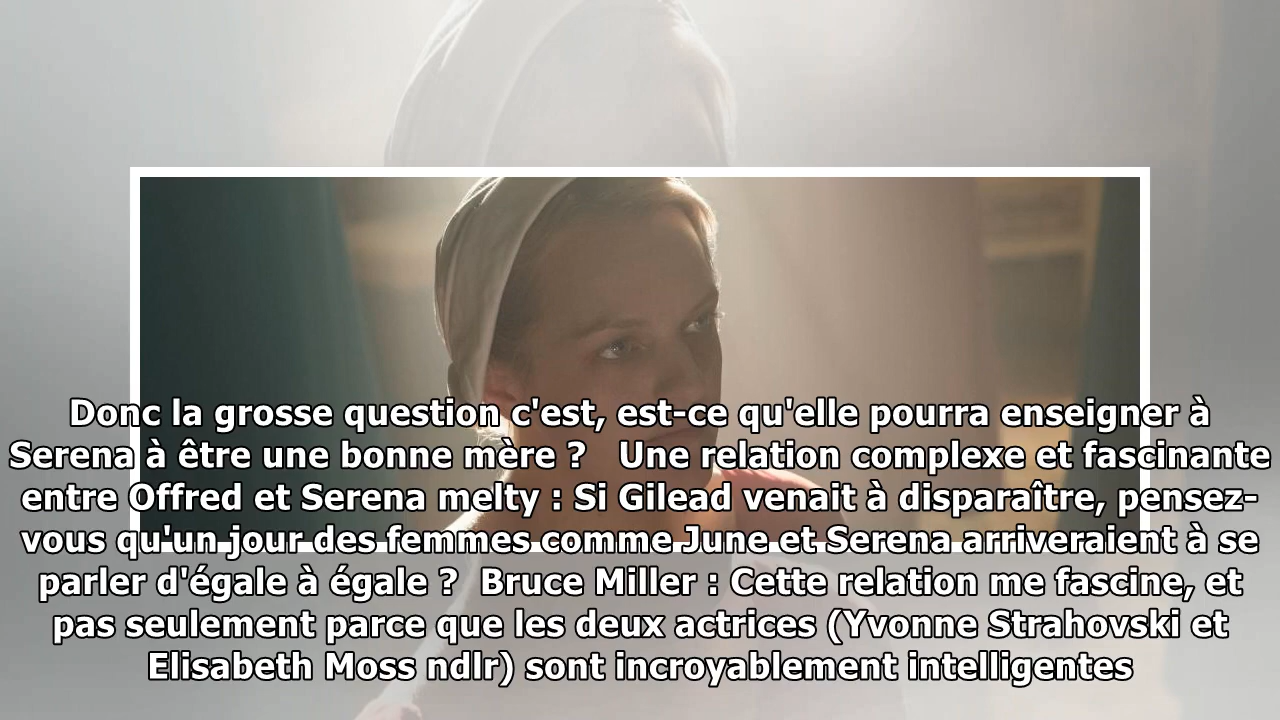 Donc la grosse question c'est, est-ce qu'elle pourra enseigner à
Serena à être une bonne mère ?   Une relation complexe et fascinante
entre Offred et Serena melty : Si Gilead venait à disparaître, pensez-
vous qu'un jour des femmes comme June et Serena arriveraient à se
parler d'égale à égale ?  Bruce Miller : Cette relation me fascine, et
pas seulement parce que les deux actrices (Yvonne Strahovski et
Elisabeth Moss ndlr) sont incroyablement intelligentes